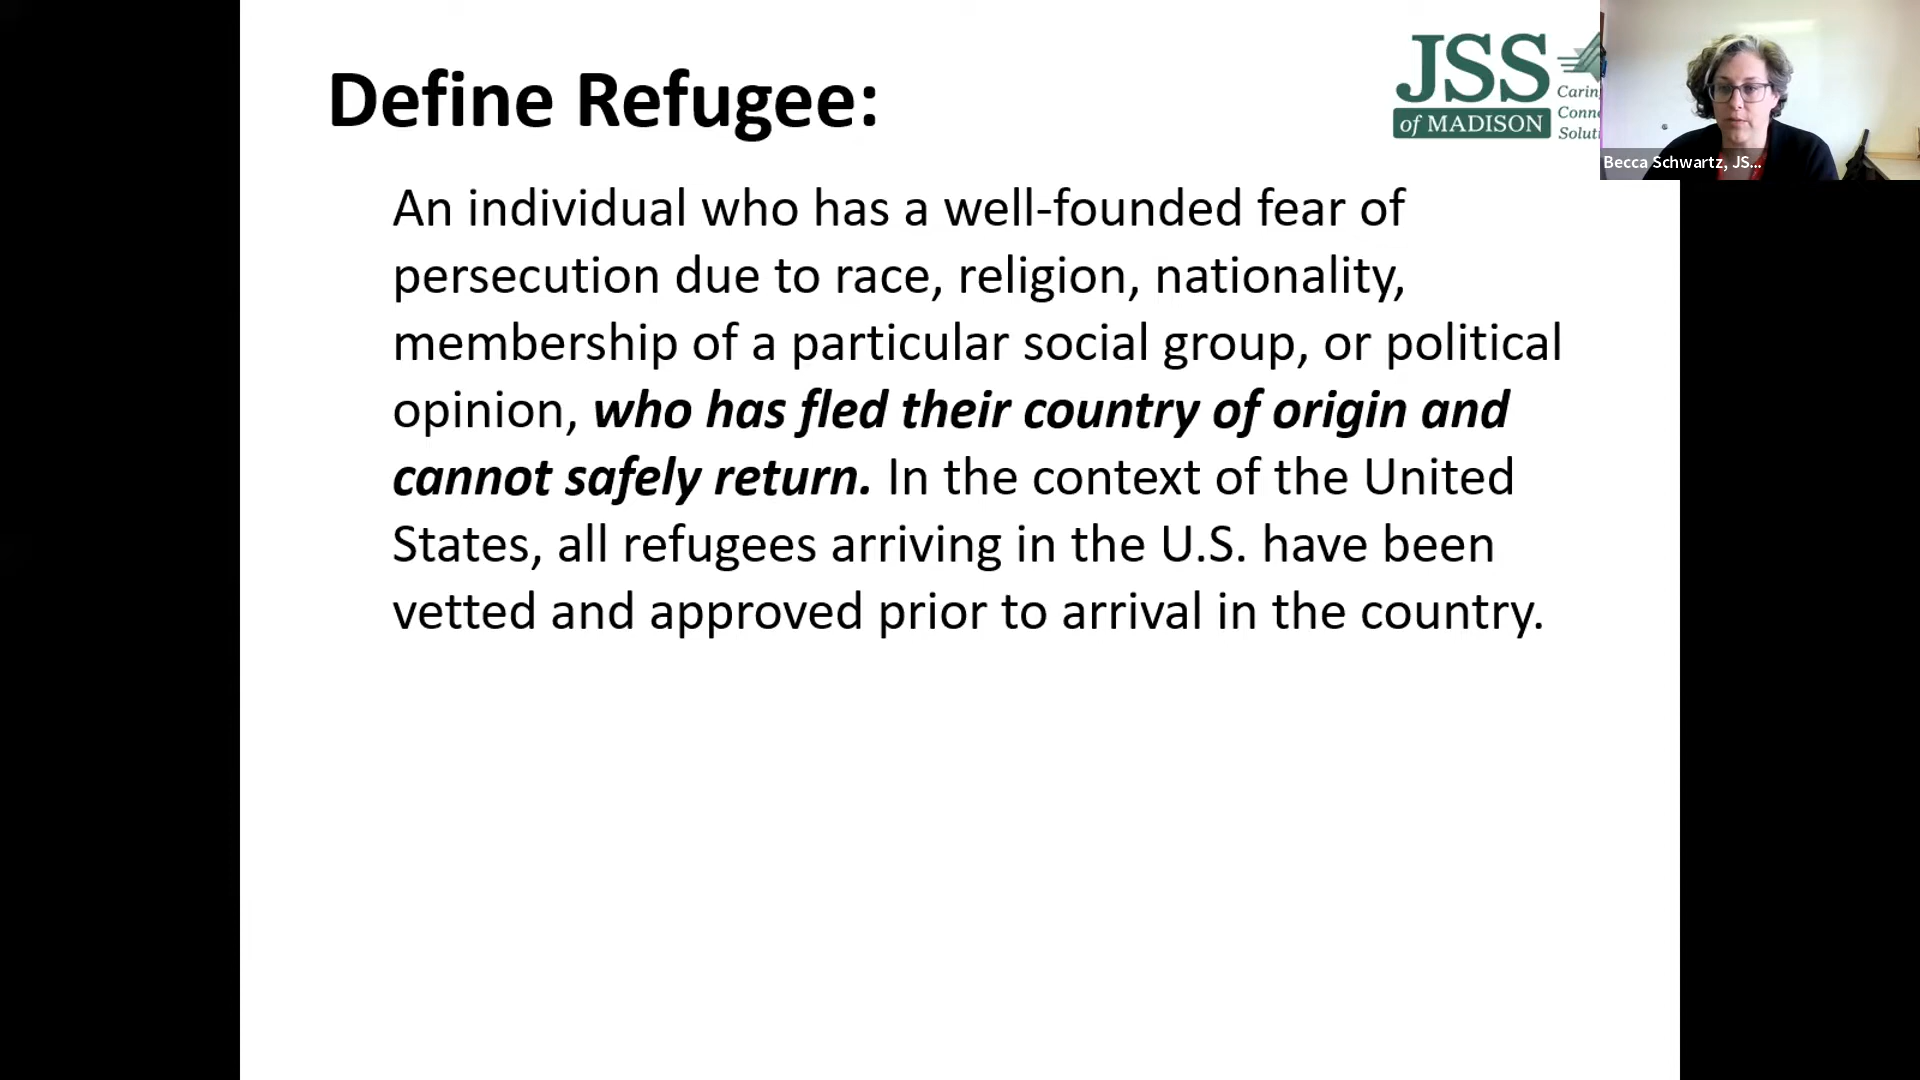 Define Refugee:
JSS
of MADISON
Becca Schwartz, JS...
An individual who has a well-founded fear of
persecution due to race, religion, nationality,
membership of a particular social group, or political
opinion, who has fled their country of origin and
cannot safely return. In the context of the United
States, all refugees arriving in the U.S. have been
vetted and approved prior to arrival in the country.